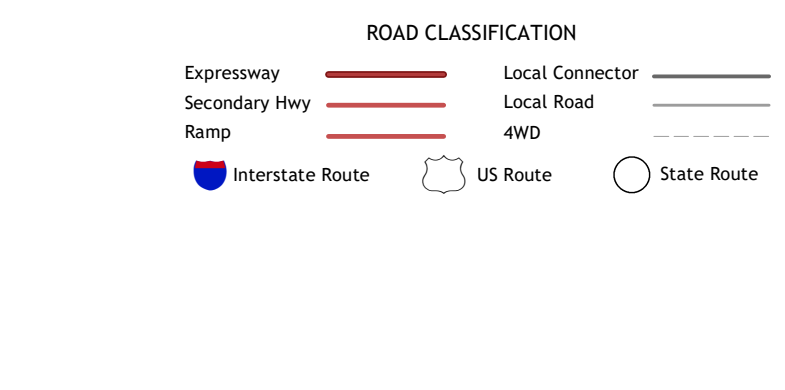 ROAD CLASSIFICATION
Expressway
Local Connector
Secondary Hwy
Local Road
Ramp
4WD
Interstate Route
US Route
State Route